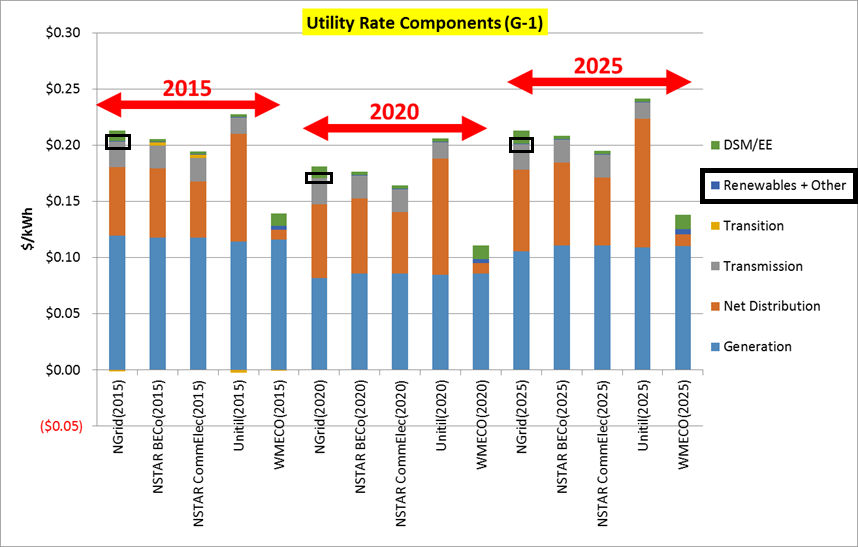 Utility Rate Components (G-1)
$0.30
$0.25
$0.20
$0.15
$0.10
$0.05
$0.00
($0.05)
$/kWh
2015
2020
2025
NGrid(2015)
NSTAR BECo(2015)
NSTAR CommElec(2015)
Unitil(2015)
WMECO(2015)
NGrid(2020)
NSTAR BECo(2020)
NSTAR CommElec(2020)
Unitil(2020)
WMECO(2020)
NGrid(2025)
NSTAR BECo(2025)
NSTAR CommElec(2025)
Unitil(2025)
WMECO(2025)
DSM/EE
Renewables + Other
Transition
Transmission
Net Distribution
Generation